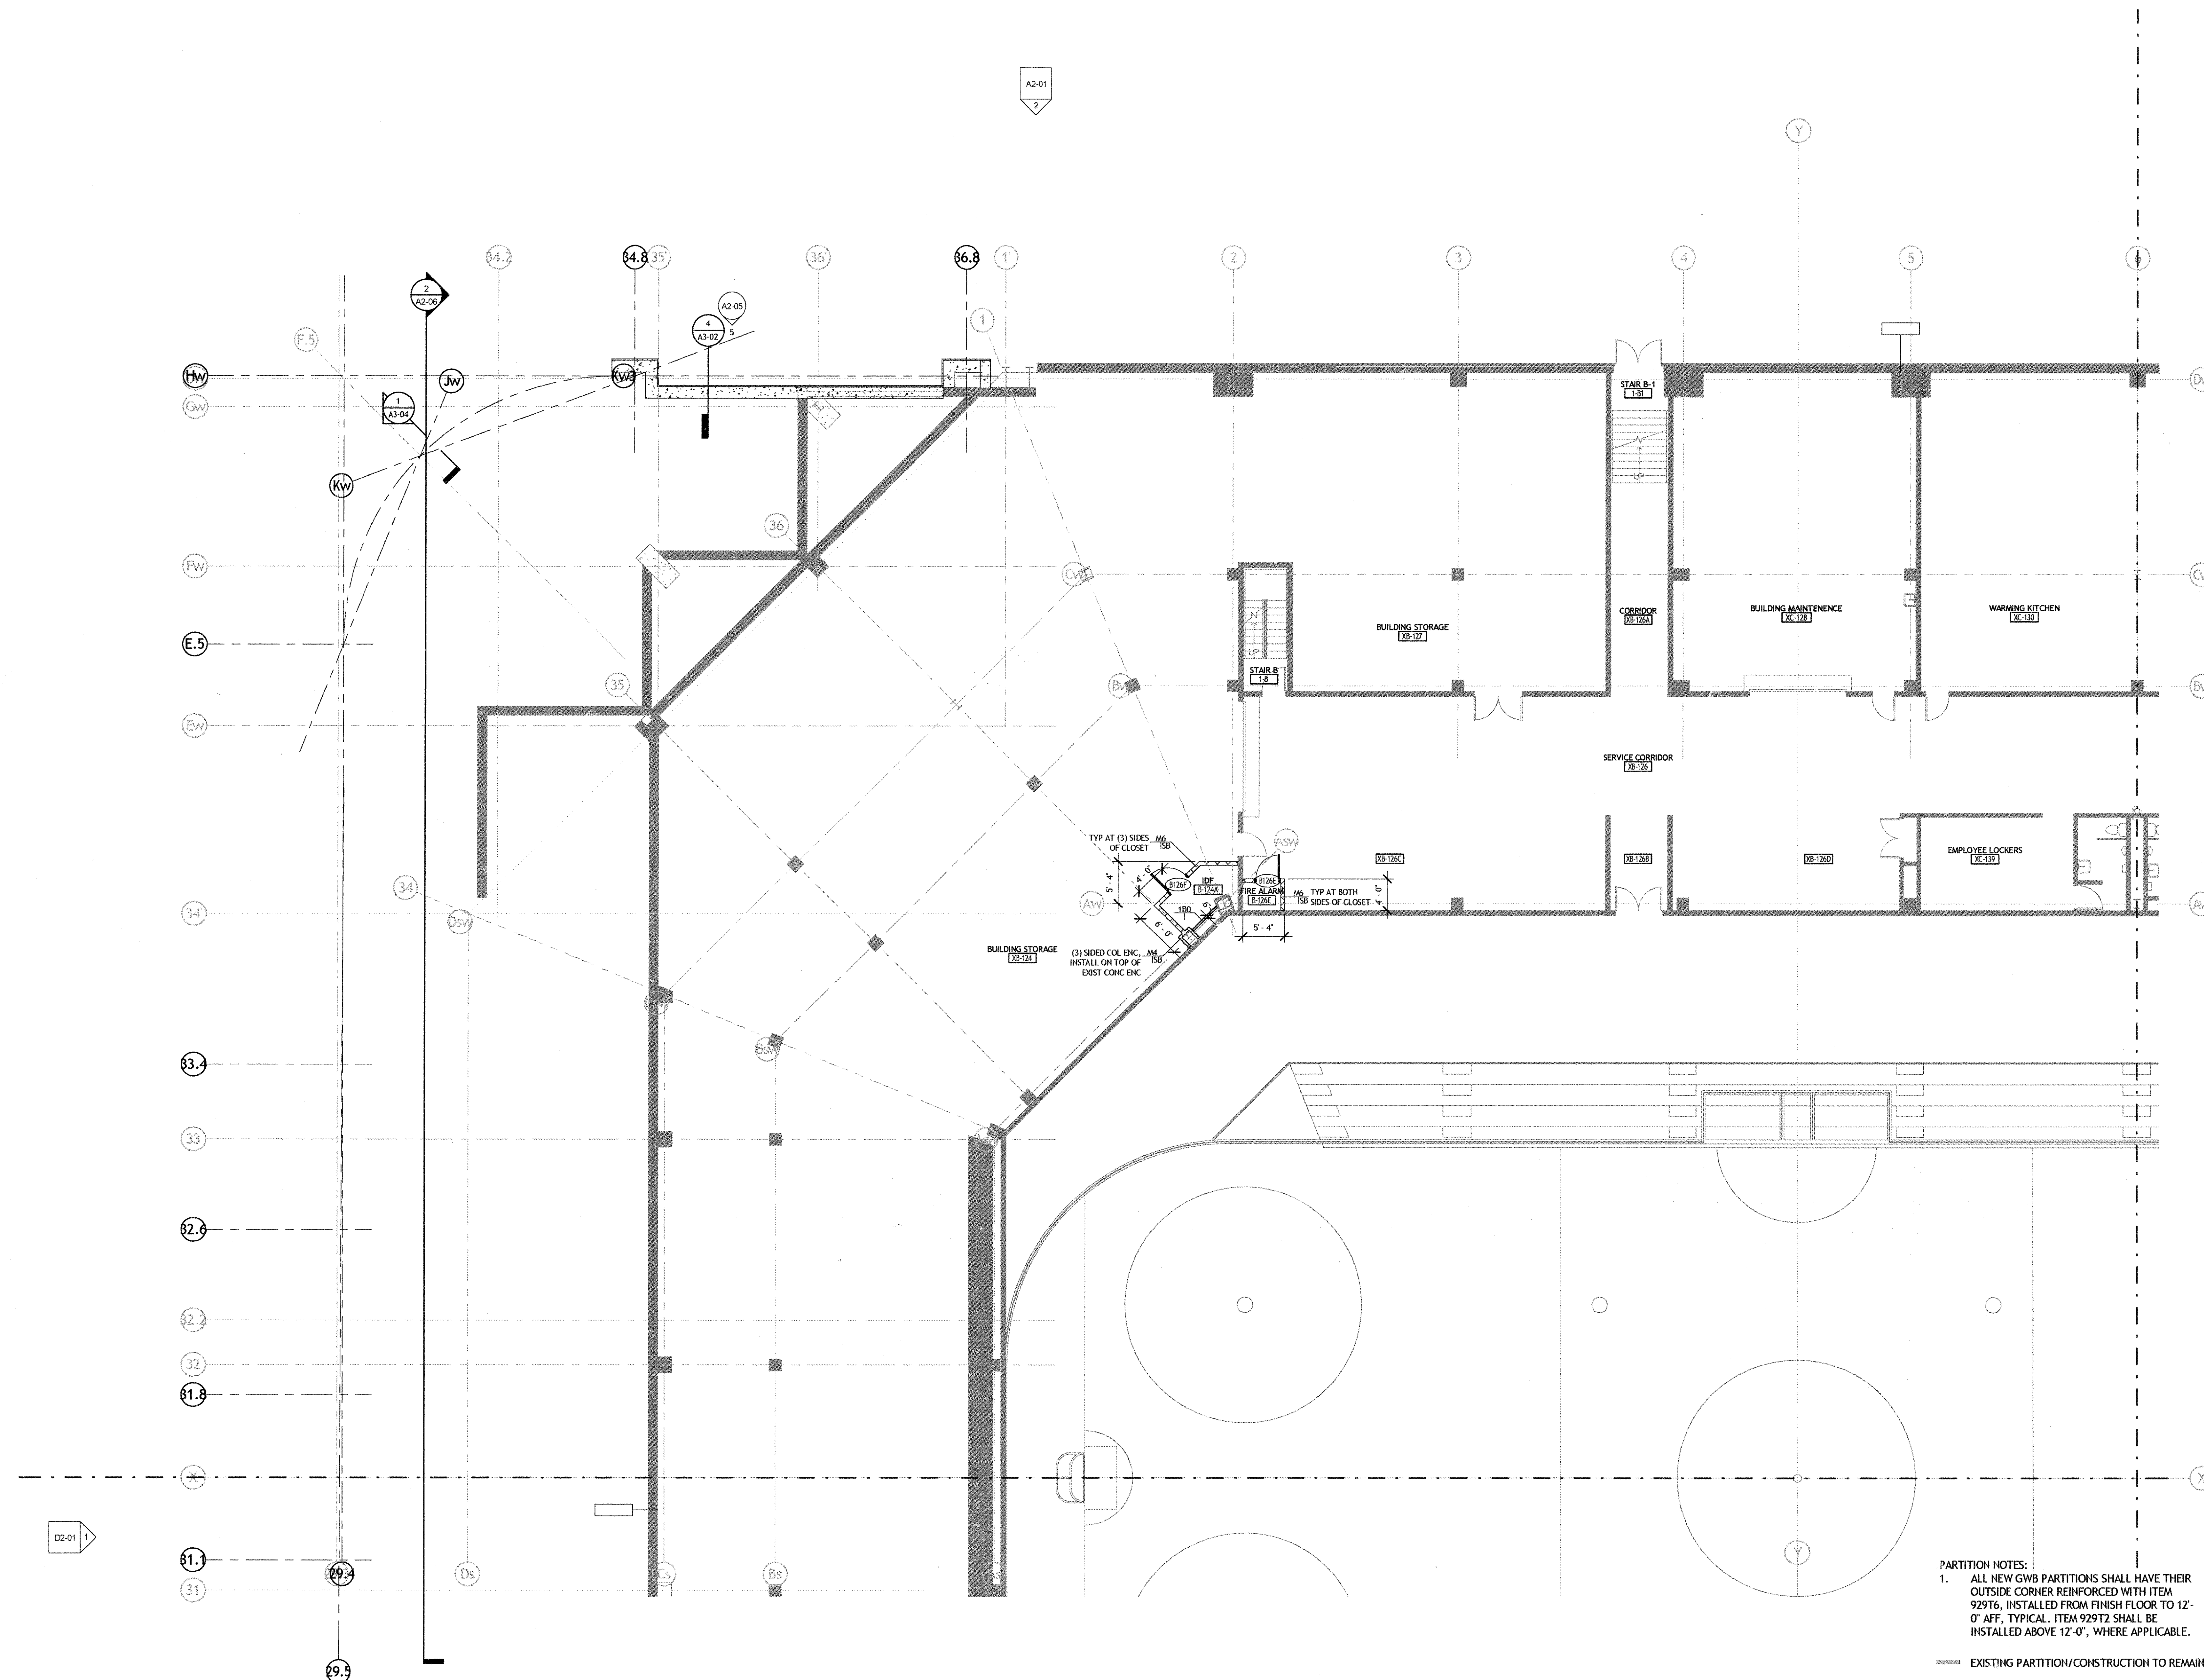 A2-01
2
Y
34.2
34.8
35'
36'
36.8
1'
2
3
4
5
6
2
A2-06
A2-05
5
4
A3-02
1
F.5
Hw
Jw
Kw3
Gw
1
A3-04
STAIR B-1
1-B1
UP
Kw
36
Fw
CORRIDOR
XB-126A
BUILDING MAINTENENCE
XC-128
WARMING KITCHEN
XC-130
BUILDING STORAGE
XB-127
UP
E.5
STAIR B
1-B
35
Ew
SERVICE CORRIDOR
XB-126
TYP AT (3) SIDES
OF CLOSET
M6
ISB
Asw
XB-126C
XB-126B
XB-126D
EMPLOYEE LOCKERS
XC-139
5' - 4"
4' - 0"
B126F
IDF
B-124A
B126E
FIRE ALARM
B-126E
M6
ISB
TYP AT BOTH
SIDES OF CLOSET
4' - 0"
34
34'
Dsw
Aw
1B0
6' - 0"
5' - 4"
BUILDING STORAGE
XB-124
(3) SIDED COL ENC,
INSTALL ON TOP OF
EXIST CONC ENC
M4
ISB
Bsw
33.4
33
32.6
32.2
32
31.8
X
X
D2-01
1
31.1
31
29.4
Ds
Cs
Bs
As
Y
29.5
PARTITION NOTES:
1. ALL NEW GWB PARTITIONS SHALL HAVE THEIR
OUTSIDE CORNER REINFORCED WITH ITEM
929T6, INSTALLED FROM FINISH FLOOR TO 12'-
0" AFF, TYPICAL. ITEM 929T2 SHALL BE
INSTALLED ABOVE 12'-0", WHERE APPLICABLE.
EXISTING PARTITION/CONSTRUCTION TO REMAIN